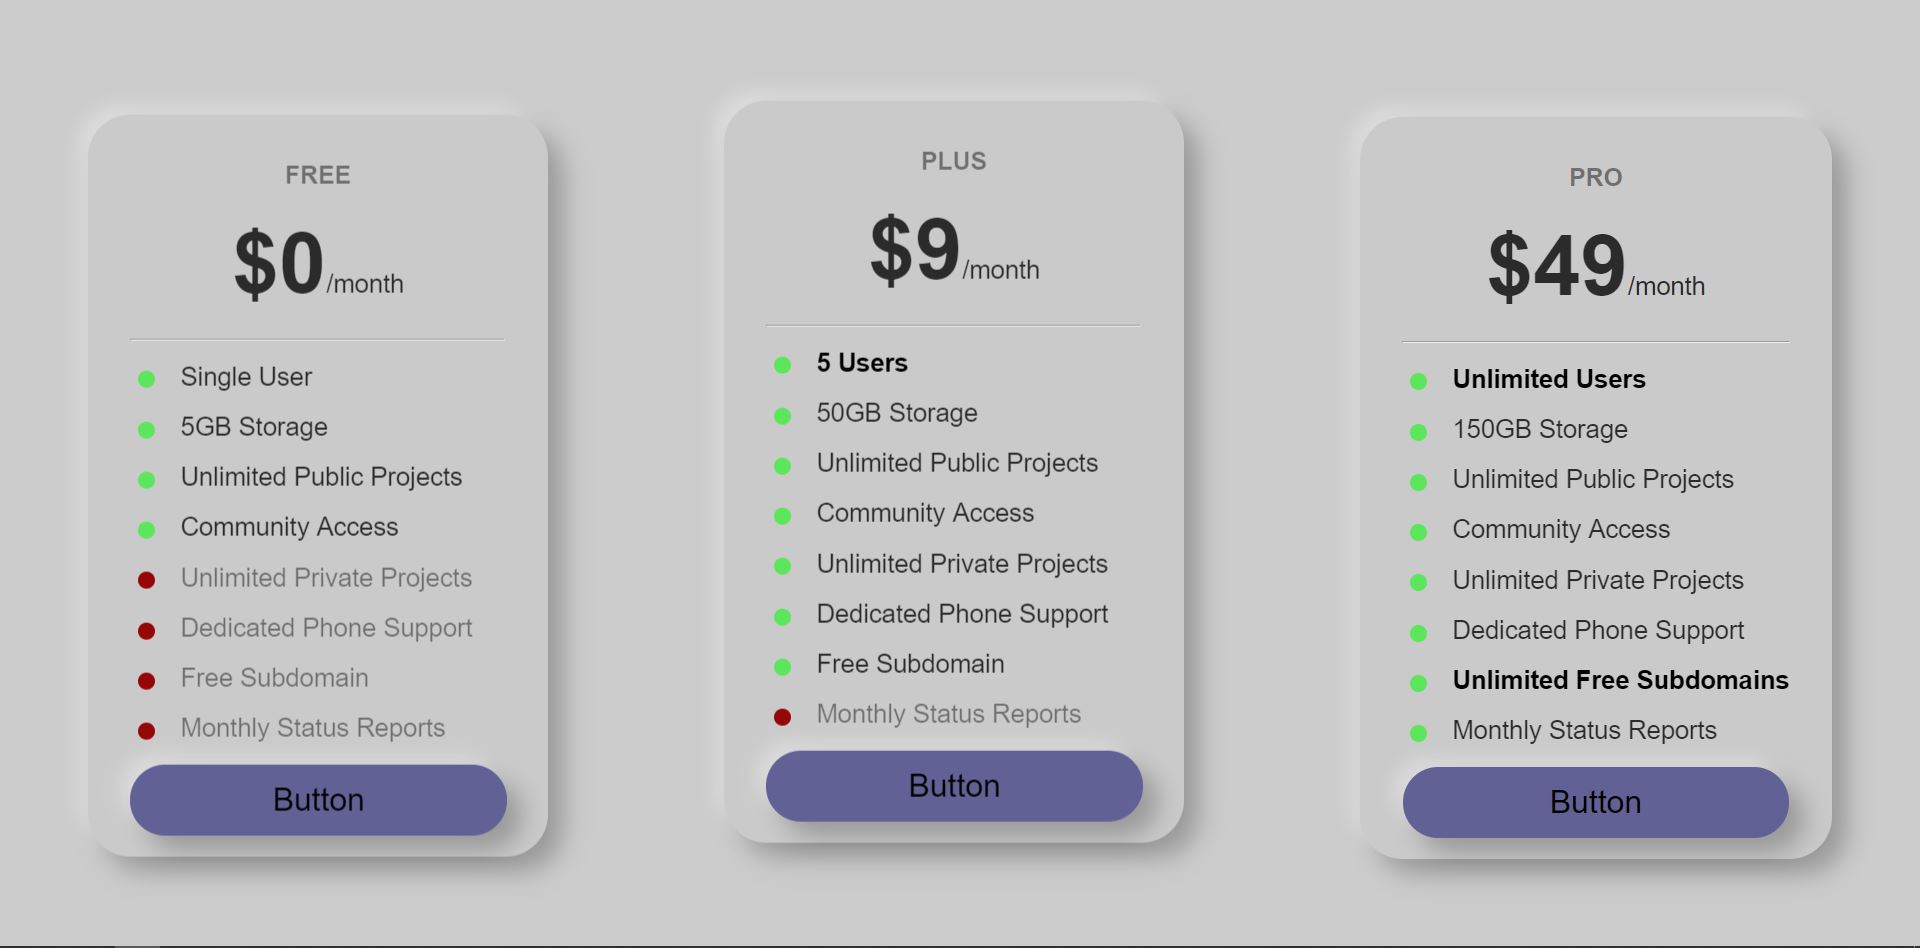 FREE
$0/month
Single User
5GB Storage
Unlimited Public Projects
Community Access
Unlimited Private Projects
Dedicated Phone Support
Free Subdomain
Monthly Status Reports
Button
PLUS
$9/month
5 Users
50GB Storage
Unlimited Public Projects
Community Access
Unlimited Private Projects
Dedicated Phone Support
Free Subdomain
Monthly Status Reports
Button
PRO
$49/month
Unlimited Users
150GB Storage
Unlimited Public Projects
Community Access
Unlimited Private Projects
Dedicated Phone Support
Unlimited Free Subdomains
Monthly Status Reports
Button